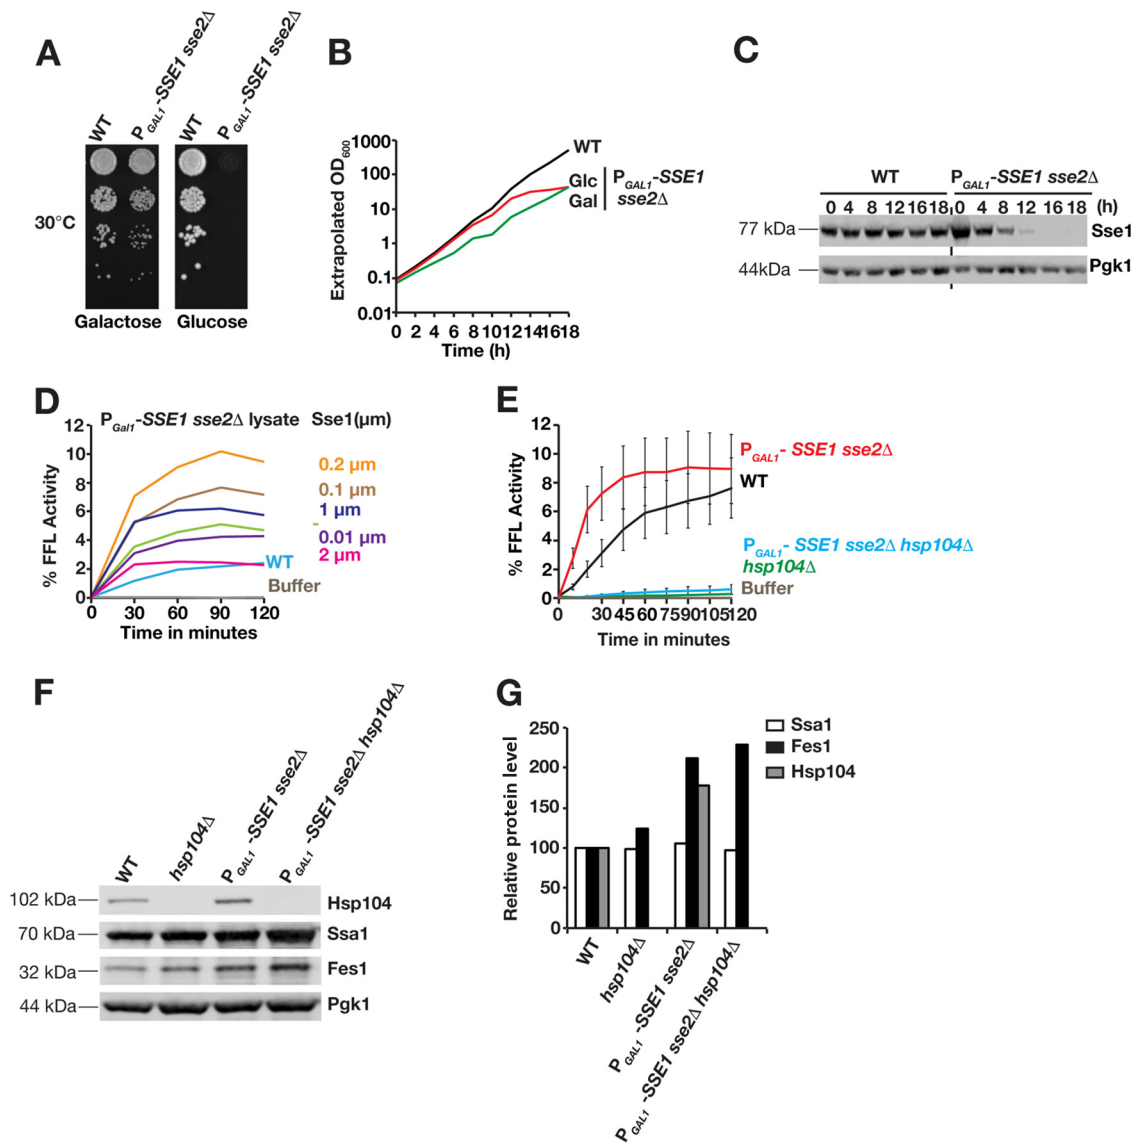 A
WT
P GAL1 -SSE1 sse2Δ
WT
P GAL1 -SSE1 sse2Δ
30°C
Galactose
Glucose
B
Extrapolated OD600
1000
100
10
1
0.1
0.01
0 2 4 6 8 10 12 14 16 18
Time (h)
WT
Glc
Gal
PGAL1-SSE1
sse2Δ
C
WT
PGAL1-SSE1 sse2Δ
0 4 8 12 16 18 0 4 8 12 16 18 (h)
77 kDa
Sse1
44kDa
Pgk1
D
PGal1-SSE1 sse2Δ lysate
Sse1(µm)
% FFL Activity
12
10
8
6
4
2
0
0 30 60 90 120
Time in minutes
0.2 µm
0.1 µm
1 µm
0.01 µm
2 µm
WT
Buffer
E
% FFL Activity
12
10
8
6
4
2
0
0 30 45 60 75 90 105 120
Time in minutes
PGAL1- SSE1 sse2Δ
WT
PGAL1- SSE1 sse2Δ hsp104Δ
hsp104Δ
Buffer
F
WT
hsp104Δ
P GAL1 -SSE1 sse2Δ
P GAL1 -SSE1 sse2Δ hsp104Δ
102 kDa
Hsp104
70 kDa
Ssa1
32 kDa
Fes1
44 kDa
Pgk1
G
Relative protein level
250
200
150
100
50
0
Ssa1
Fes1
Hsp104
WT
hsp104Δ
P GAL1 -SSE1 sse2Δ
P GAL1 -SSE1 sse2Δ hsp104Δ